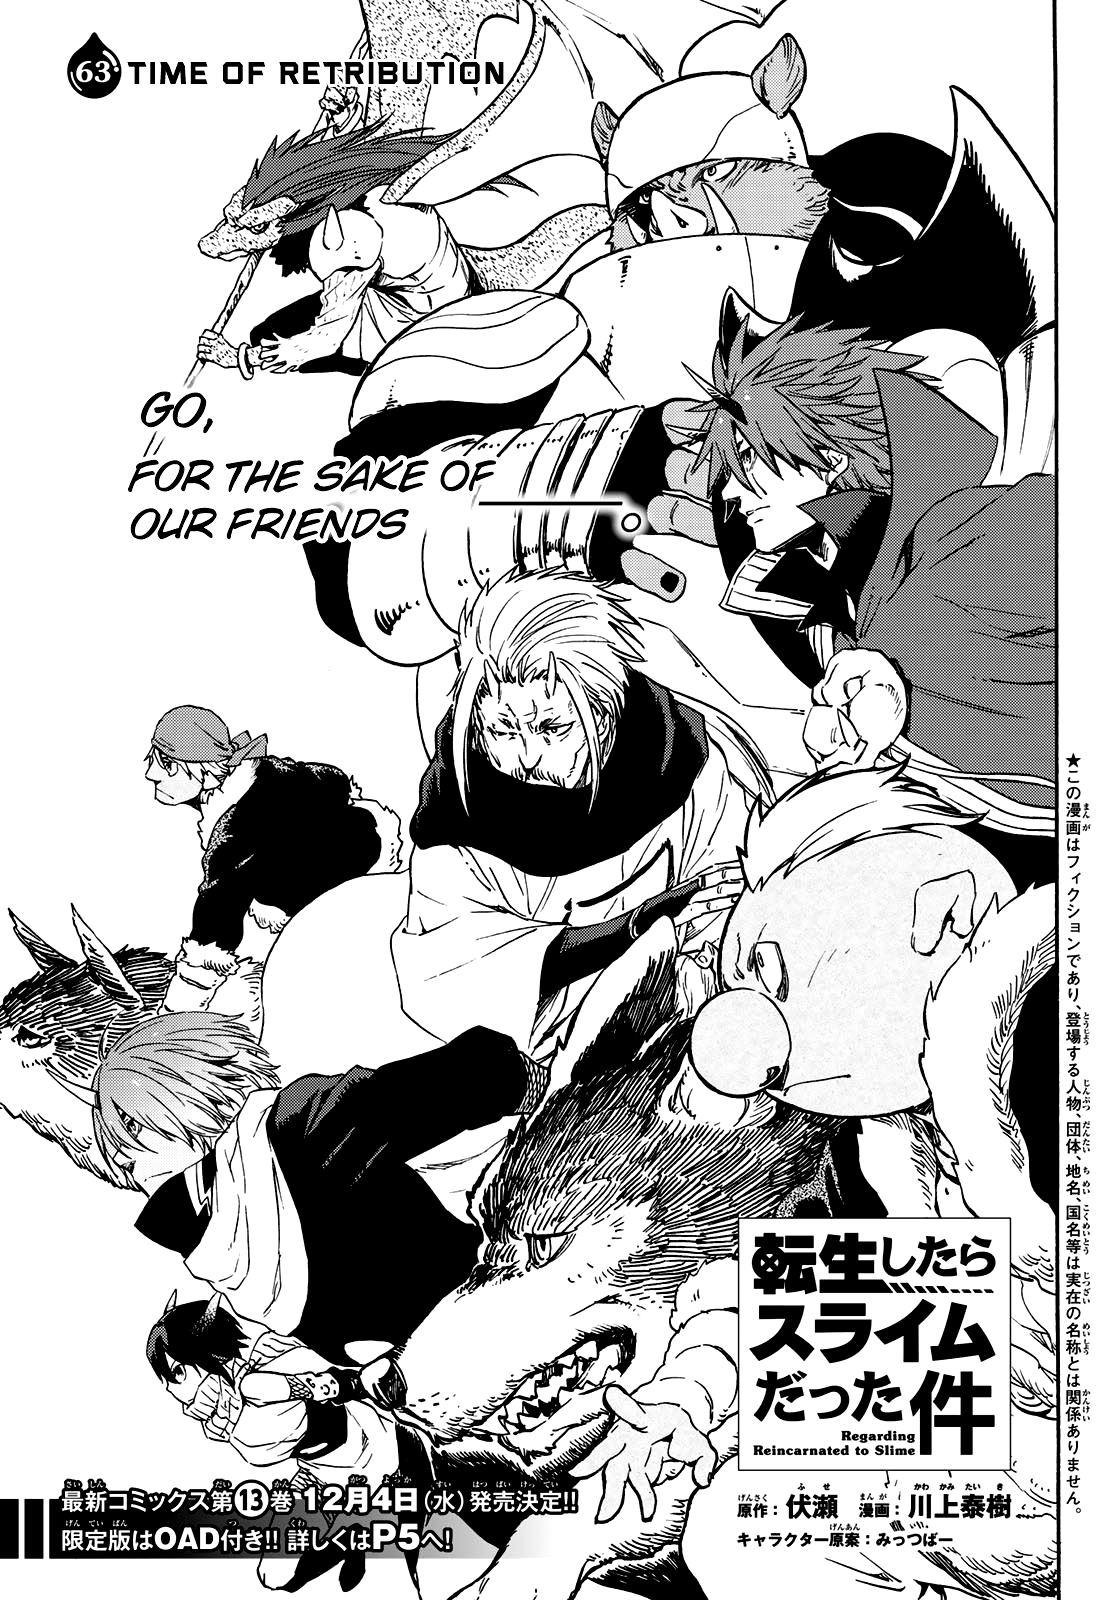 63 TIME OF RETRIBUTION
GO,
FOR THE SAKE OF
OUR FRIENDS
★この漫画はフィクションであり、登場する人物、団体、地名、国名等は実在の名称とは関係ありません。
転生したら
スライム
だった件
Regarding
Reincarnated to Slime
原作：伏瀬 漫画：川上泰樹
キャラクター原案：みっつばー
最新コミックス第⑬巻 12月4日（水）発売決定!!
限定版はOAD付き!! 詳しくはP5へ!